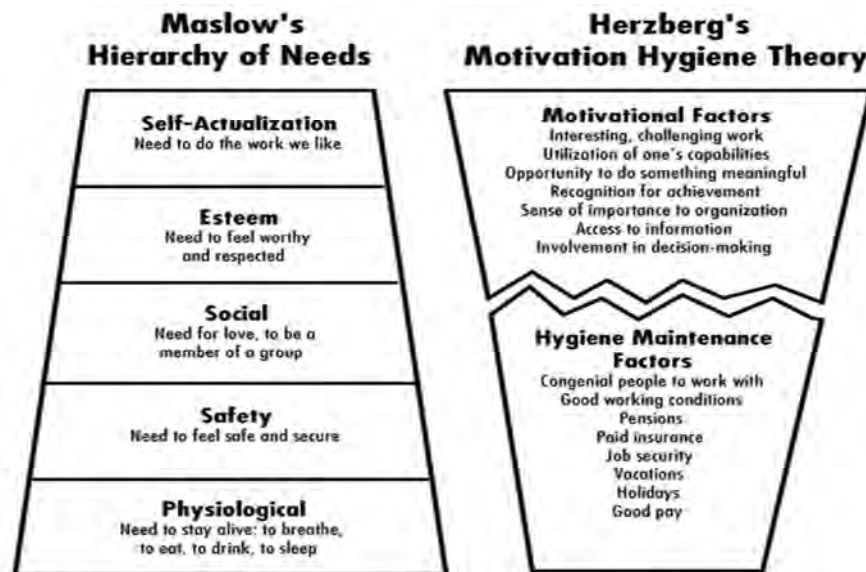 Maslow's
Hierarchy of Needs
Self-Actualization
Need to do the work we like
Esteem
Need to feel worthy
and respected
Social
Need for love, to be a
member of a group
Safety
Need to feel safe and secure
Physiological
Need to stay alive: to breathe,
to eat, to drink, to sleep
Herzberg's
Motivation Hygiene Theory
Motivational Factors
Interesting, challenging work
Utilization of one's capabilities
Opportunity to do something meaningful
Recognition for achievement
Sense of importance to organization
Access to information
Involvement in decision-making
Hygiene Maintenance
Factors
Congenial people to work with
Good working conditions
Pensions
Paid insurance
Job security
Vacations
Holidays
Good pay